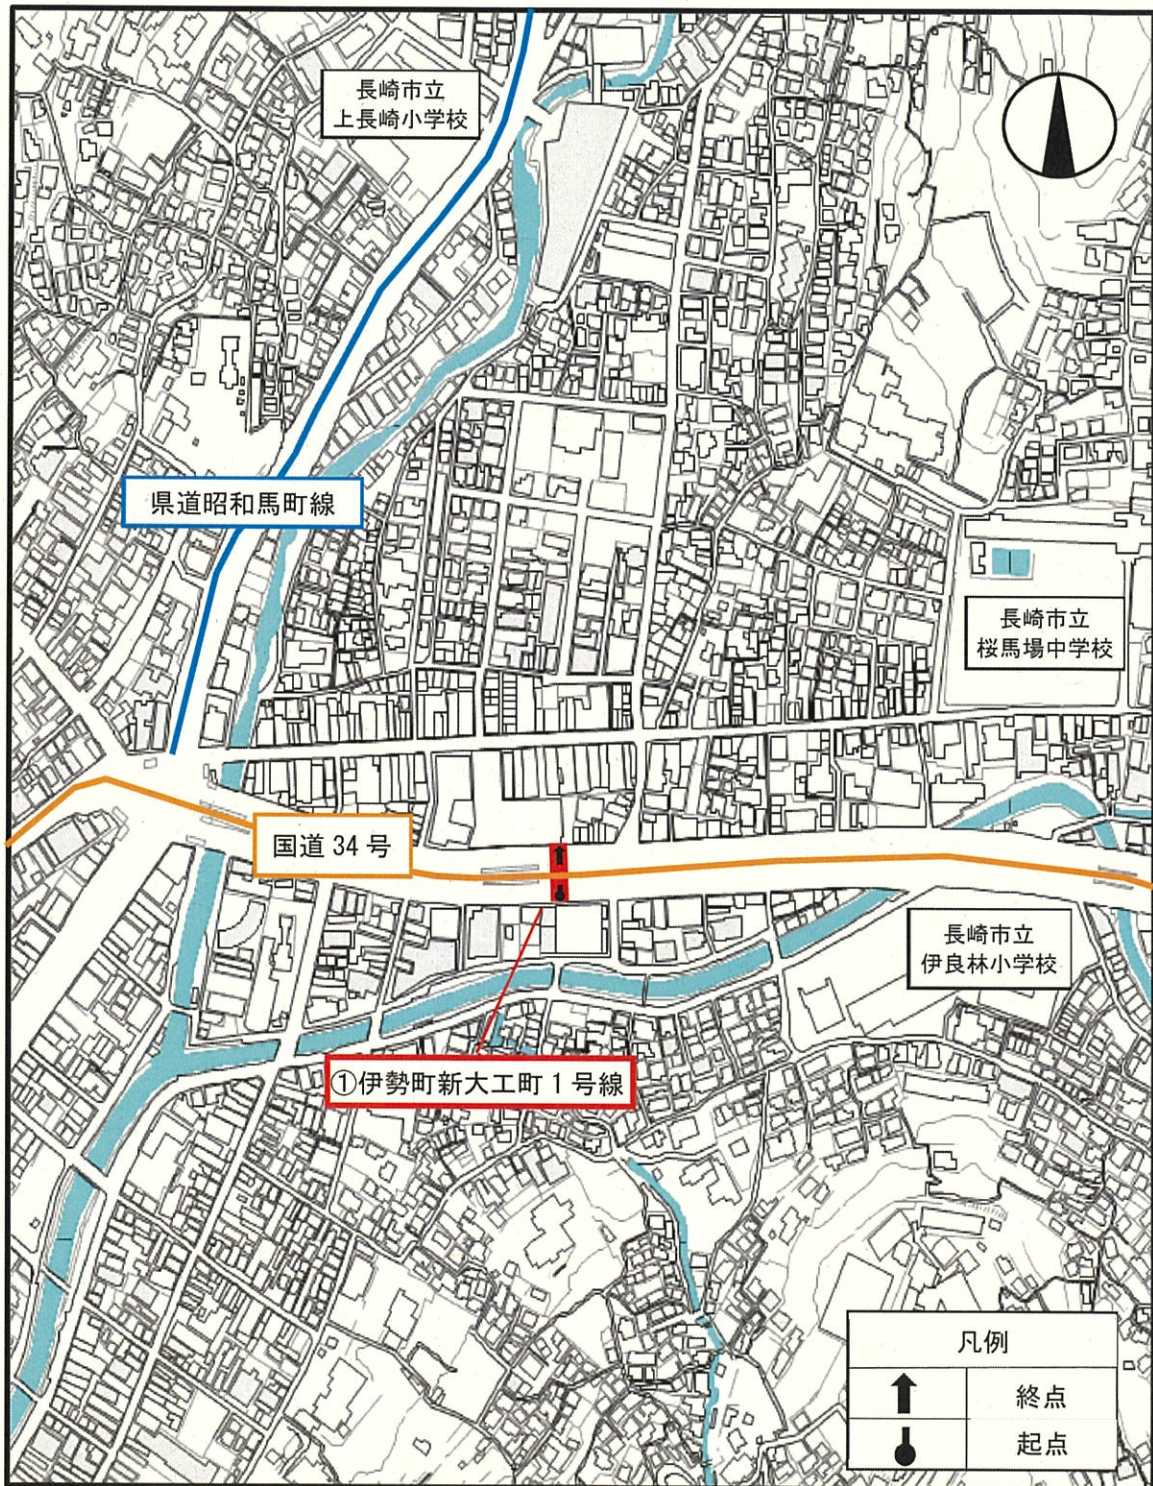 長崎市立
上長崎小学校
県道昭和馬町線
長崎市立
桜馬場中学校
国道 34 号
長崎市立
伊良林小学校
①伊勢町新大工町 1 号線
凡例
終点
起点